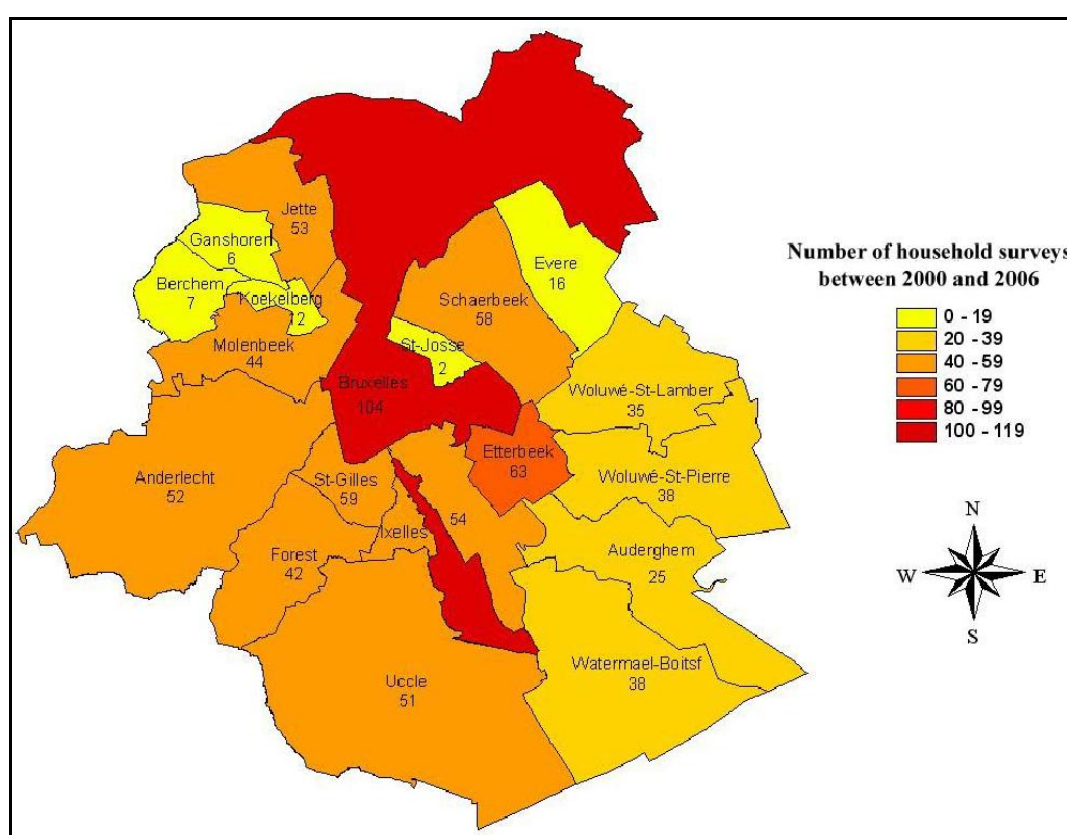 Jette
53
Ganshoren
6
Berchem
7
Koekelberg
12
Molenbeek
44
Evere
16
Schaerbeek
58
St-Josse
2
Bruxelles
104
Woluwé-St-Lamber
35
Etterbeek
63
Woluwé-St-Pierre
38
Anderlecht
52
St-Gilles
59
Ixelles
54
Forest
42
Auderghem
25
Watermael-Boitsf
38
Uccle
51
Number of household surveys
between 2000 and 2006
0 - 19
20 - 39
40 - 59
60 - 79
80 - 99
100 - 119
N
W
E
S